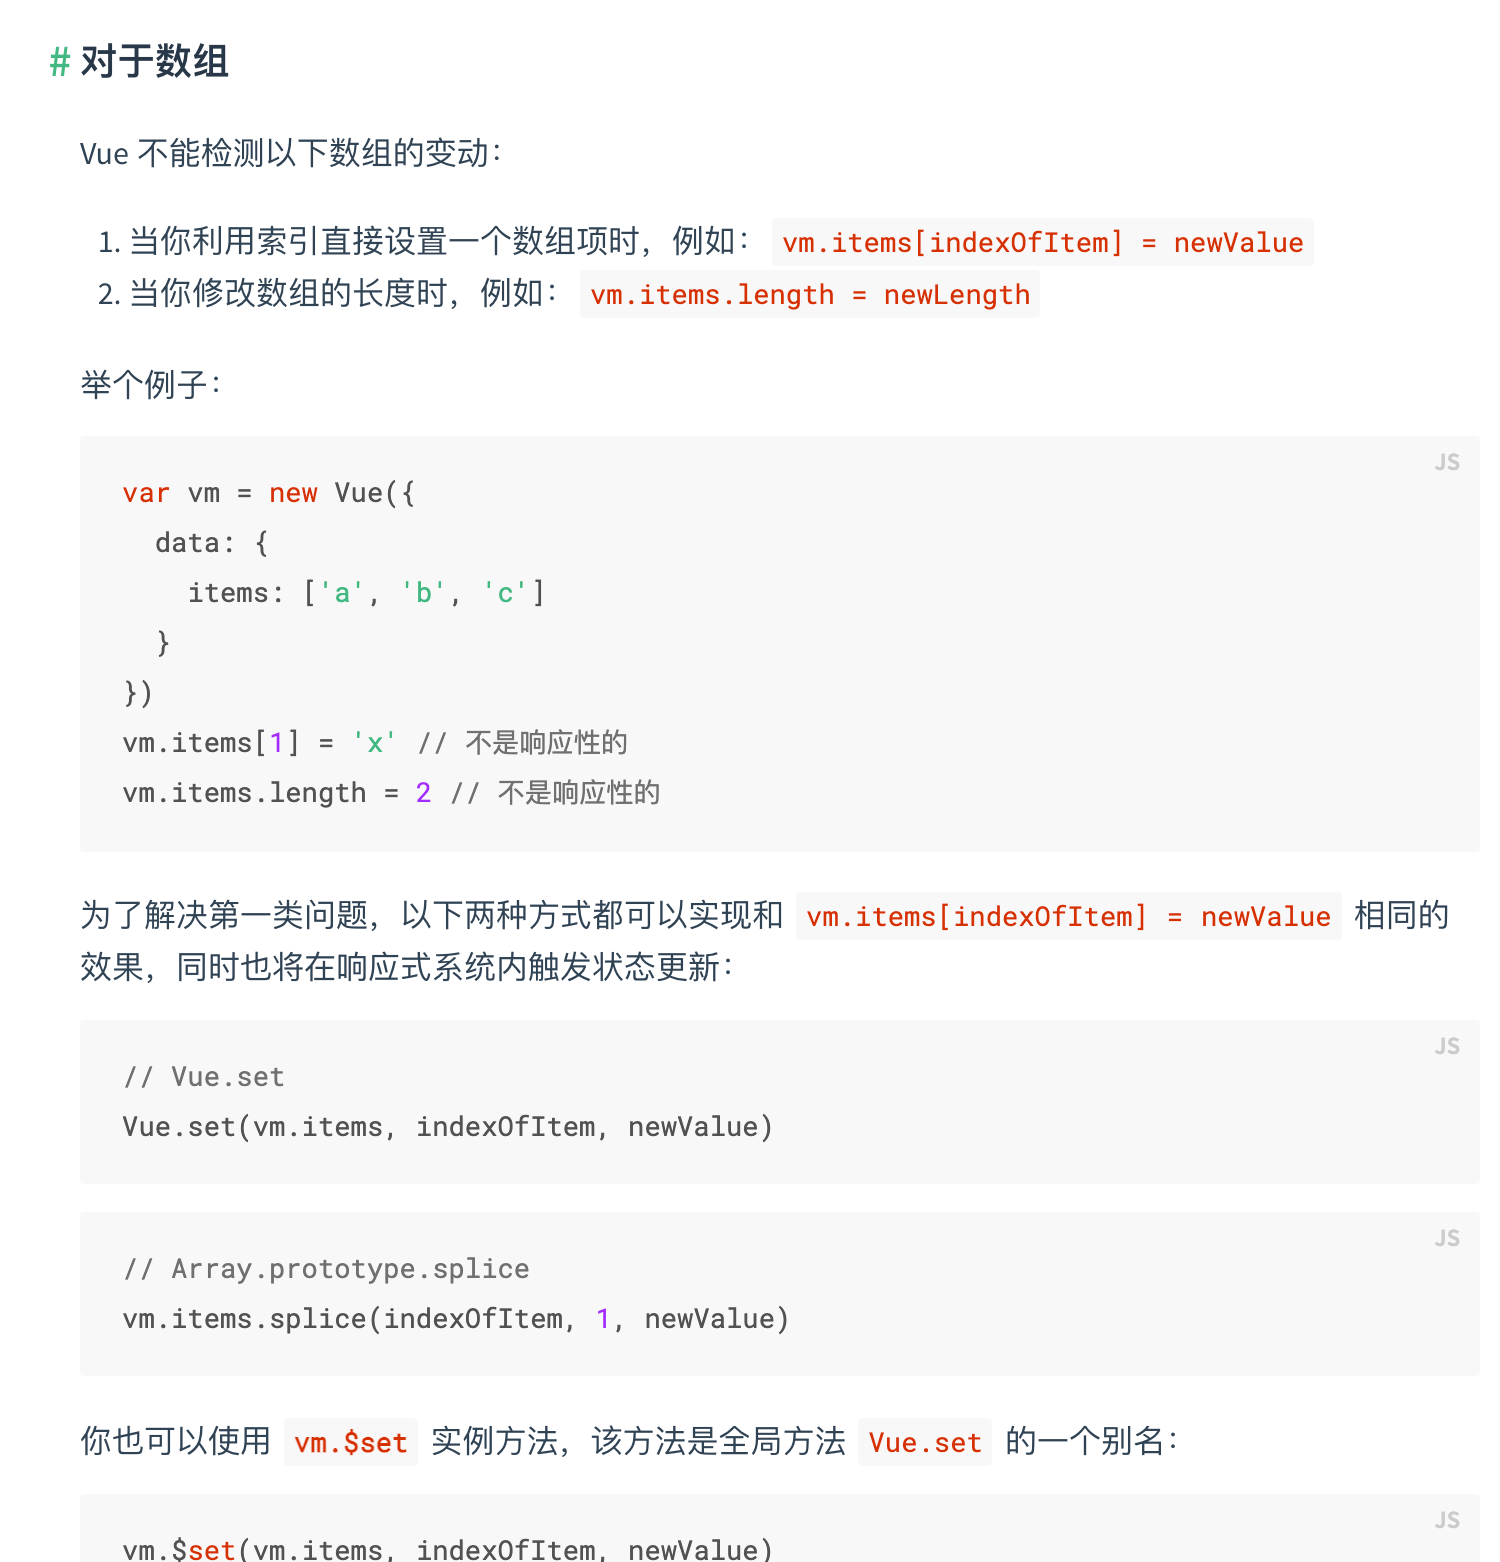 # 对于数组
Vue 不能检测以下数组的变动：
1. 当你利用索引直接设置一个数组项时，例如： vm.items[indexOfItem] = newValue
2. 当你修改数组的长度时，例如： vm.items.length = newLength
举个例子：
JS
var vm = new Vue({
  data: {
    items: ['a', 'b', 'c']
  }
})
vm.items[1] = 'x' // 不是响应性的
vm.items.length = 2 // 不是响应性的
为了解决第一类问题，以下两种方式都可以实现和 vm.items[indexOfItem] = newValue 相同的
效果，同时也将在响应式系统内触发状态更新：
JS
// Vue.set
Vue.set(vm.items, indexOfItem, newValue)
JS
// Array.prototype.splice
vm.items.splice(indexOfItem, 1, newValue)
你也可以使用 vm.$set 实例方法，该方法是全局方法 Vue.set 的一个别名：
JS
vm.$set(vm.items, indexOfItem, newValue)